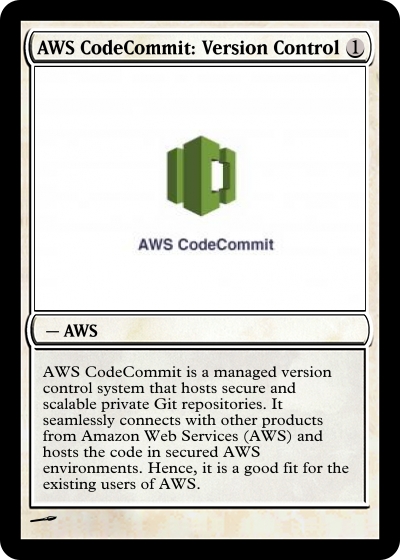 AWS CodeCommit: Version Control 1
AWS CodeCommit
— AWS
AWS CodeCommit is a managed version
control system that hosts secure and
scalable private Git repositories. It
seamlessly connects with other products
from Amazon Web Services (AWS) and
hosts the code in secured AWS
environments. Hence, it is a good fit for the
existing users of AWS.